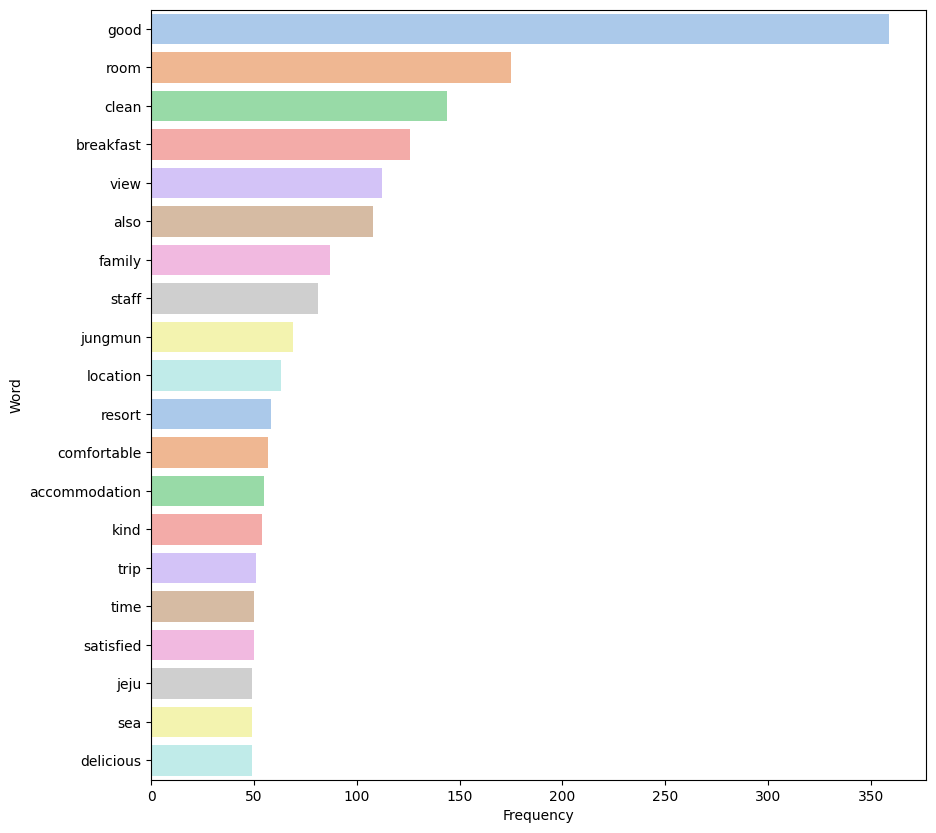 good
room
clean
breakfast
view
also
family
staff
jungmun
location
resort
comfortable
accommodation
kind
trip
time
satisfied
jeju
sea
delicious
Word
0 50 100 150 200 250 300 350
Frequency